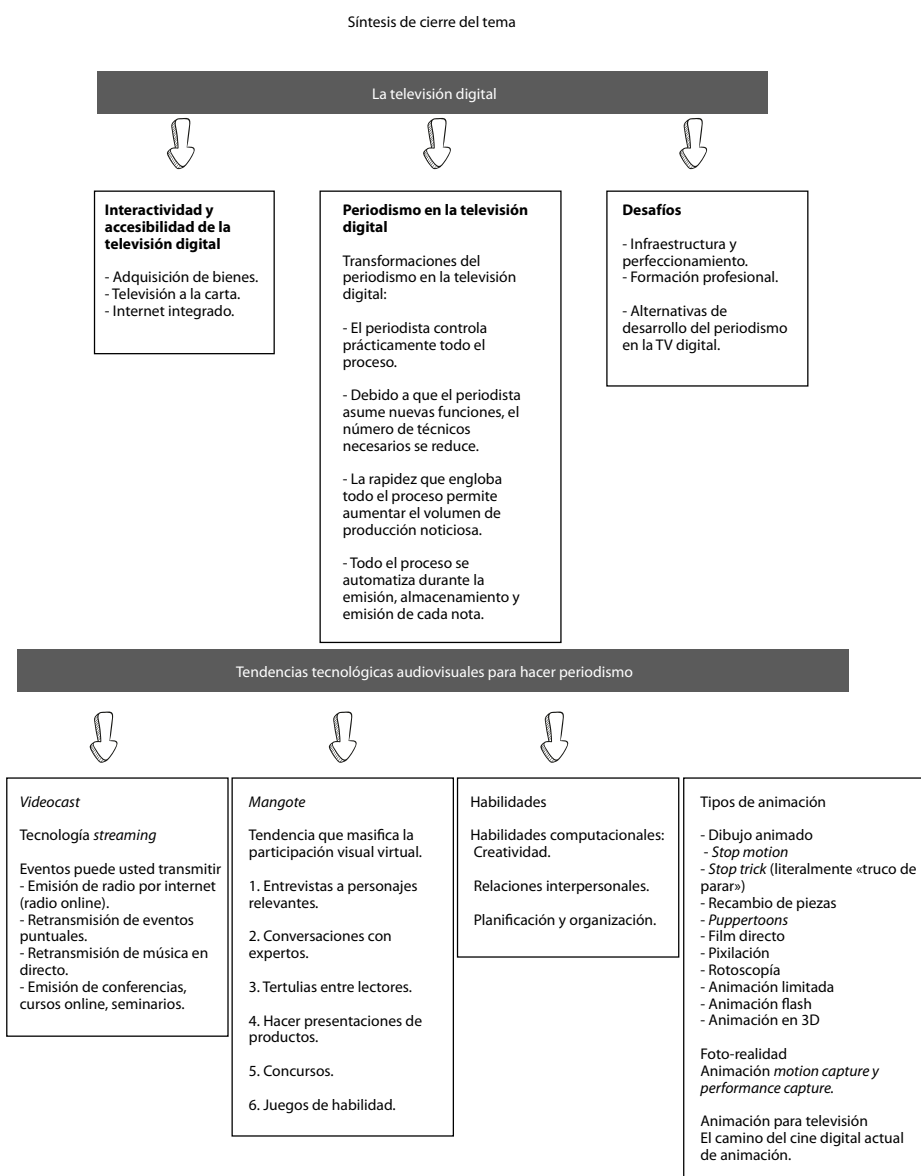 Síntesis de cierre del tema
La televisión digital
Interactividad y
accesibilidad de la
televisión digital
- Adquisición de bienes.
- Televisión a la carta.
- Internet integrado.
Periodismo en la televisión
digital
Transformaciones del
periodismo en la televisión
digital:
- El periodista controla
prácticamente todo el
proceso.
- Debido a que el periodista
asume nuevas funciones, el
número de técnicos
necesarios se reduce.
- La rapidez que engloba
todo el proceso permite
aumentar el volumen de
producción noticiosa.
- Todo el proceso se
automatiza durante la
emisión, almacenamiento y
emisión de cada nota.
Desafíos
- Infraestructura y
perfeccionamiento.
- Formación profesional.
- Alternativas de
desarrollo del periodismo
en la TV digital.
Tendencias tecnológicas audiovisuales para hacer periodismo
Videocast
Tecnología streaming
Eventos puede usted transmitir
- Emisión de radio por internet
(radio online).
- Retransmisión de eventos
puntuales.
- Retransmisión de música en
directo.
- Emisión de conferencias,
cursos online, seminarios.
Mangote
Tendencia que masifica la
participación visual virtual.
1. Entrevistas a personajes
relevantes.
2. Conversaciones con
expertos.
3. Tertulias entre lectores.
4. Hacer presentaciones de
productos.
5. Concursos.
6. Juegos de habilidad.
Habilidades
Habilidades computacionales:
Creatividad.
Relaciones interpersonales.
Planificación y organización.
Tipos de animación
- Dibujo animado
- Stop motion
- Stop trick (literalmente «truco de
parar»)
- Recambio de piezas
- Puppertoons
- Film directo
- Pixilación
- Rotoscopía
- Animación limitada
- Animación flash
- Animación en 3D
Foto-realidad
Animación motion capture y
performance capture.
Animación para televisión
El camino del cine digital actual
de animación.